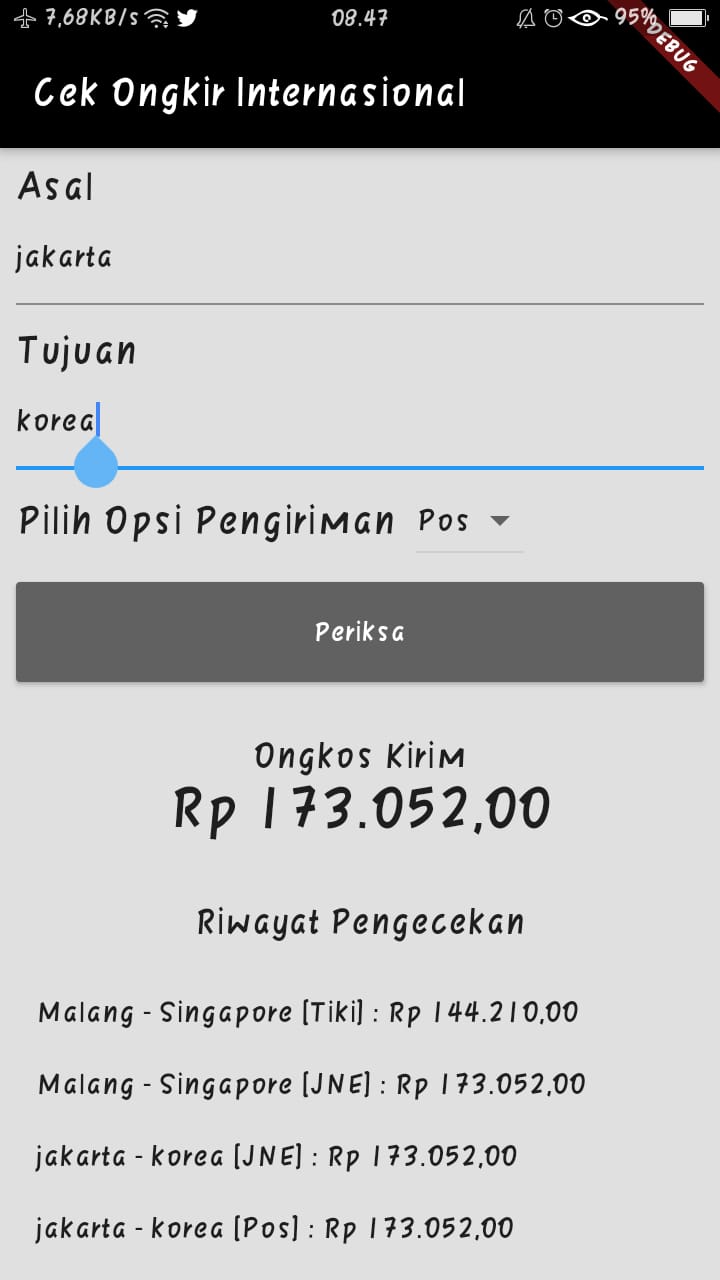 7,68KB/s 08.47 95%
DEBUG
Cek Ongkir Internasional
Asal
jakarta
Tujuan
korea
Pilih Opsi Pengiriman Pos
Periksa
Ongkos Kirim
Rp 173.052,00
Riwayat Pengecekan
Malang - Singapore [Tiki] : Rp 144.210,00
Malang - Singapore [JNE] : Rp 173.052,00
jakarta - korea [JNE] : Rp 173.052,00
jakarta - korea [Pos] : Rp 173.052,00